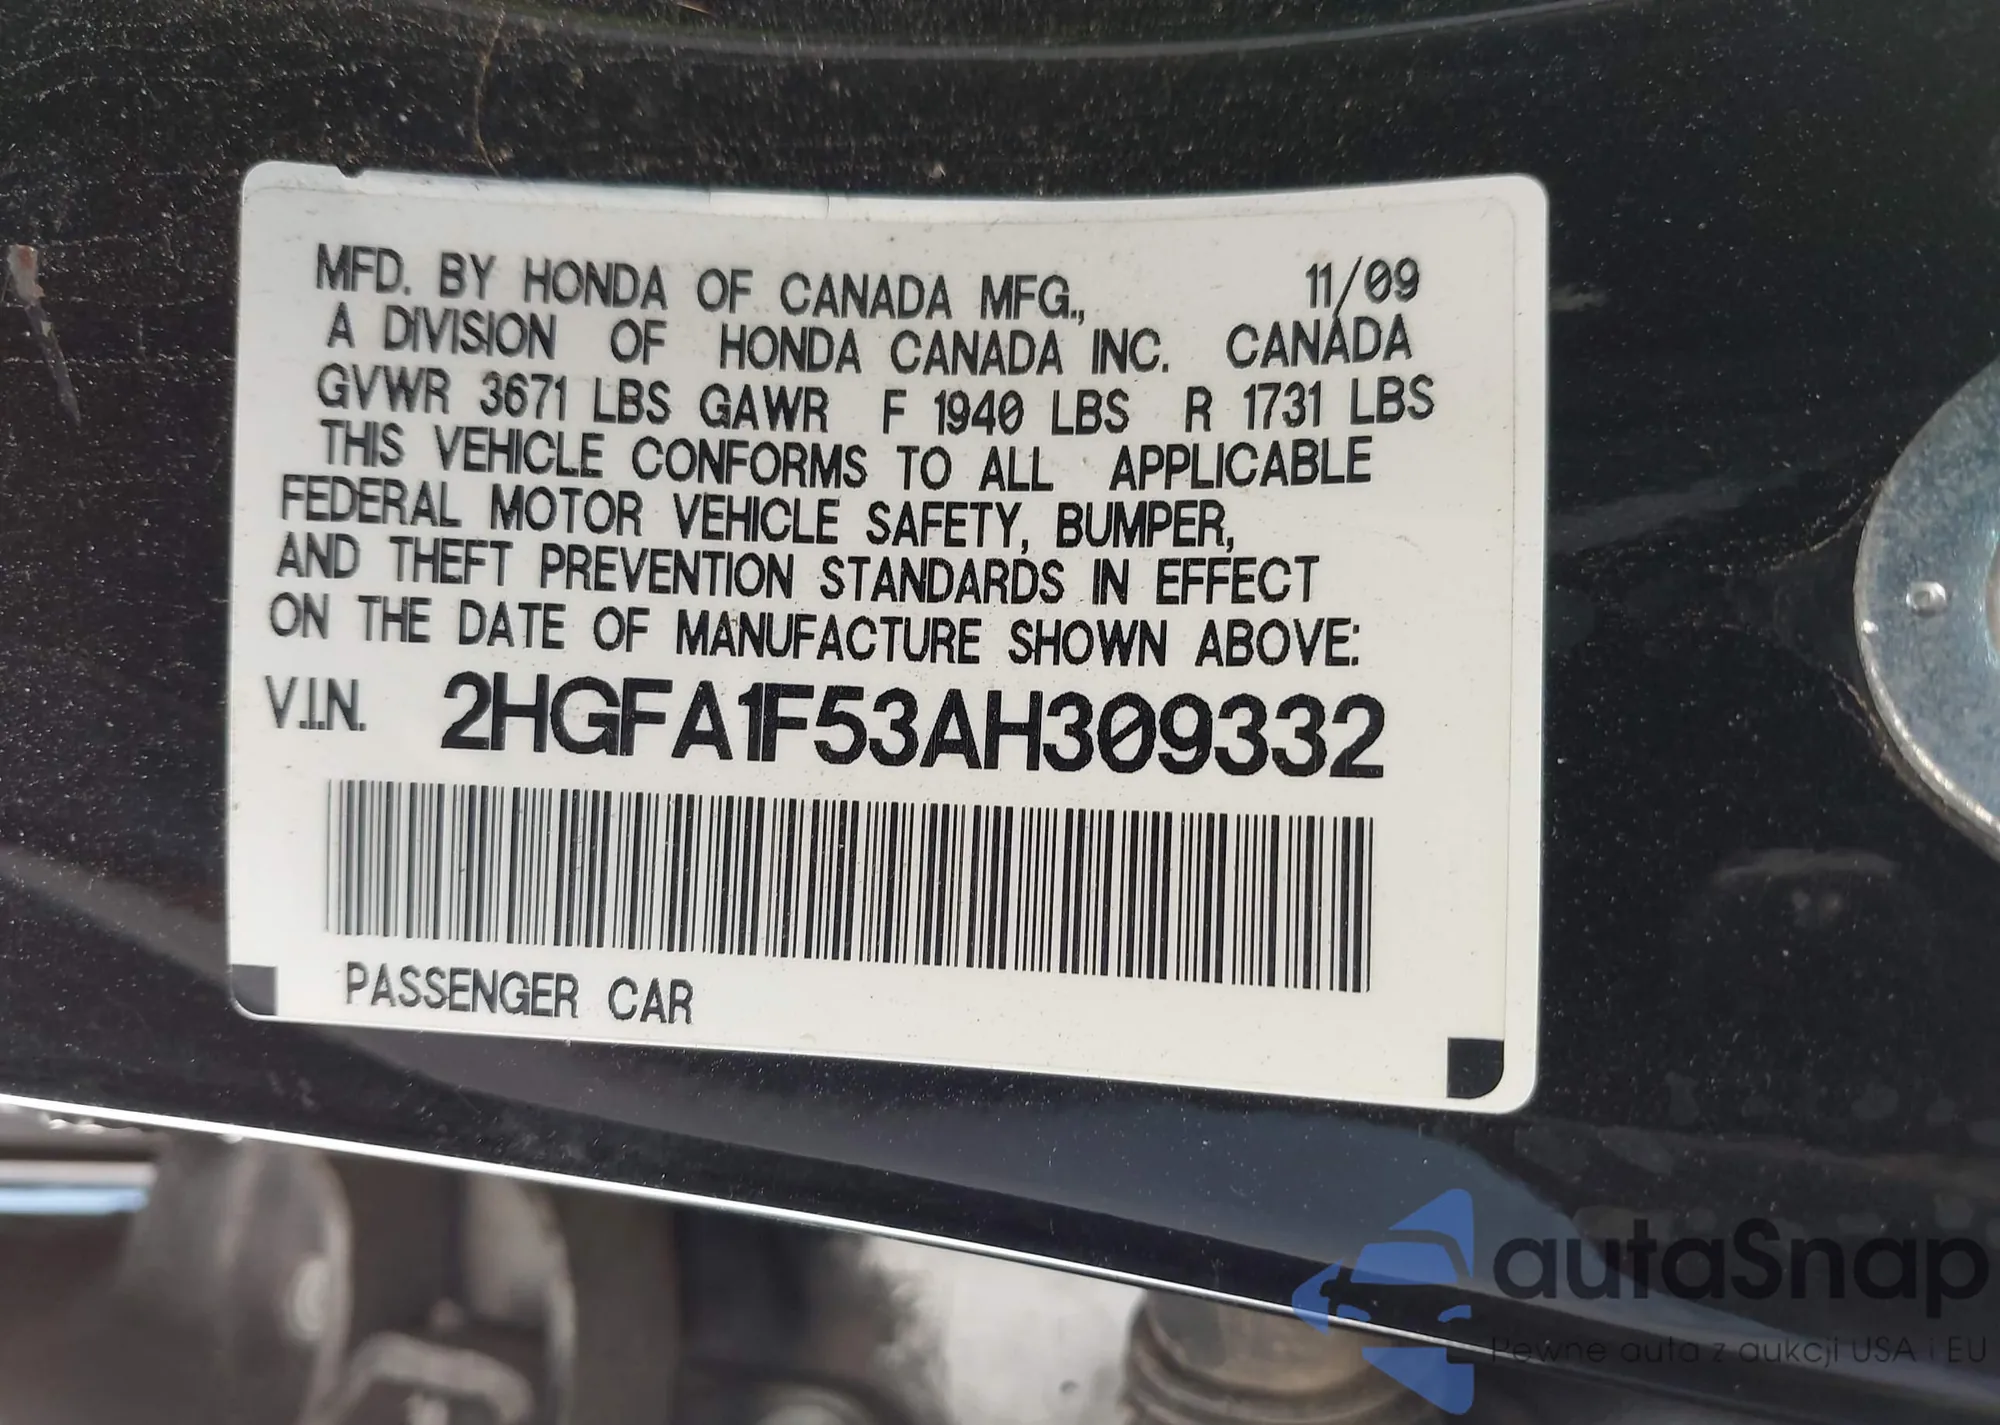 MFD. BY HONDA OF CANADA MFG., 11/09
A DIVISION OF HONDA CANADA INC. CANADA
GVWR 3671 LBS GAWR F 1940 LBS R 1731 LBS
THIS VEHICLE CONFORMS TO ALL APPLICABLE
FEDERAL MOTOR VEHICLE SAFETY, BUMPER,
AND THEFT PREVENTION STANDARDS IN EFFECT
ON THE DATE OF MANUFACTURE SHOWN ABOVE:
V.I.N. 2HGFA1F53AH309332
PASSENGER CAR
autaSnap
Pewne auta z aukcji USA i EU